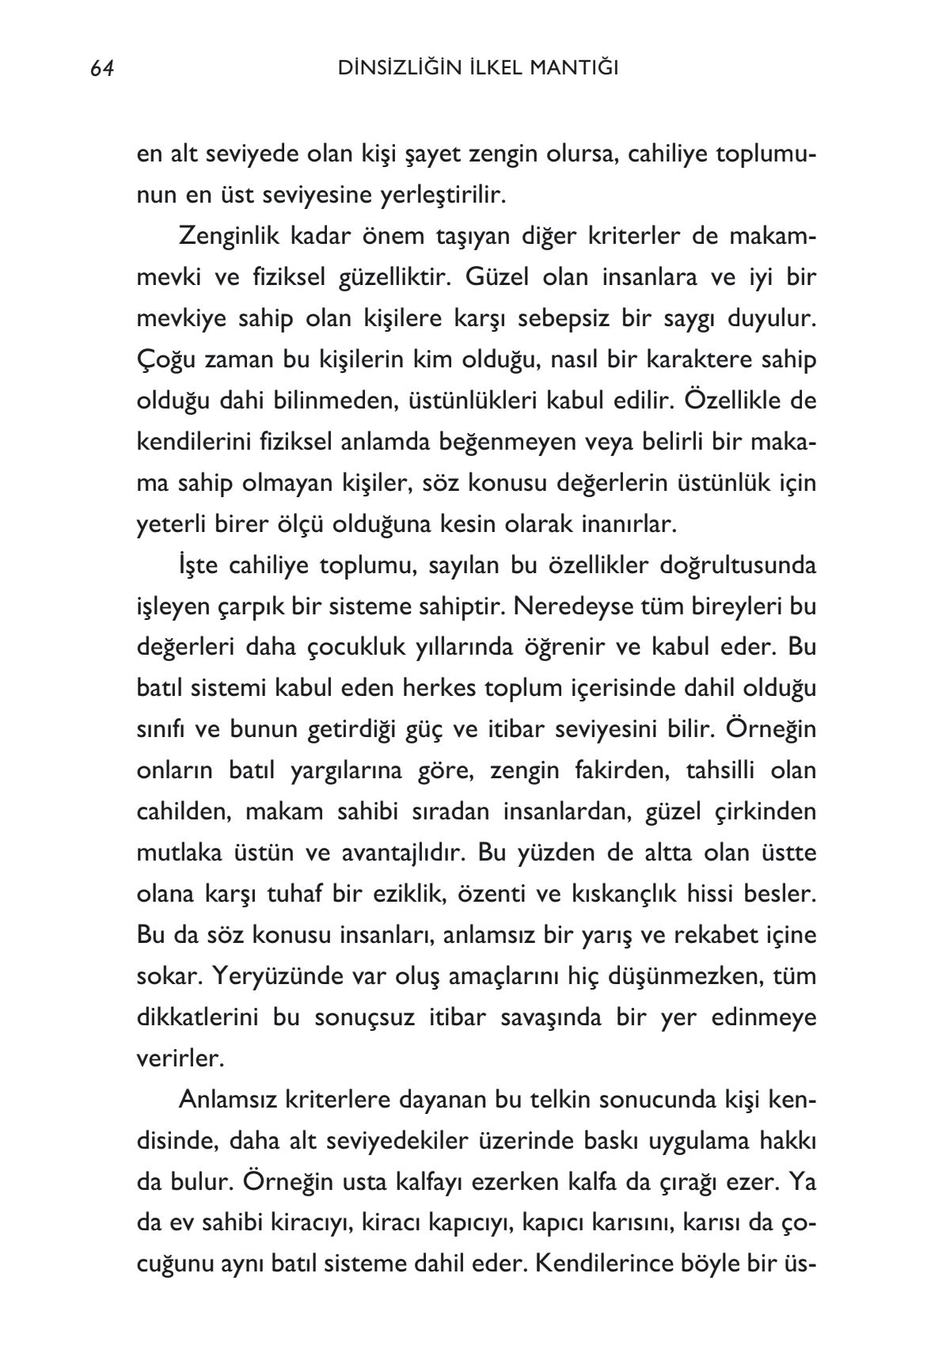 64
DİNSİZLİĞİN İLKEL MANTIĞI
en alt seviyede olan kişi şayet zengin olursa, cahiliye toplumu-
nun en üst seviyesine yerleştirilir.
Zenginlik kadar önem taşıyan diğer kriterler de makam-
mevki ve fiziksel güzelliktir. Güzel olan insanlara ve iyi bir
mevkiye sahip olan kişilere karşı sebepsiz bir saygı duyulur.
Çoğu zaman bu kişilerin kim olduğu, nasıl bir karaktere sahip
olduğu dahi bilinmeden, üstünlükleri kabul edilir. Özellikle de
kendilerini fiziksel anlamda beğenmeyen veya belirli bir maka-
ma sahip olmayan kişiler, söz konusu değerlerin üstünlük için
yeterli birer ölçü olduğuna kesin olarak inanırlar.
İşte cahiliye toplumu, sayılan bu özellikler doğrultusunda
işleyen çarpık bir sisteme sahiptir. Neredeyse tüm bireyleri bu
değerleri daha çocukluk yıllarında öğrenir ve kabul eder. Bu
batıl sistemi kabul eden herkes toplum içerisinde dahil olduğu
sınıfı ve bunun getirdiği güç ve itibar seviyesini bilir. Örneğin
onların batıl yargılarına göre, zengin fakirden, tahsilli olan
cahilden, makam sahibi sıradan insanlardan, güzel çirkinden
mutlaka üstün ve avantajlıdır. Bu yüzden de altta olan üstte
olana karşı tuhaf bir eziklik, özenti ve kıskançlık hissi besler.
Bu da söz konusu insanları, anlamsız bir yarış ve rekabet içine
sokar. Yeryüzünde var oluş amaçlarını hiç düşünmezken, tüm
dikkatlerini bu sonuçsuz itibar savaşında bir yer edinmeye
verirler.
Anlamsız kriterlere dayanan bu telkin sonucunda kişi ken-
disinde, daha alt seviyedekiler üzerinde baskı uygulama hakkı
da bulur. Örneğin usta kalfayı ezerken kalfa da çırağı ezer. Ya
da ev sahibi kiracıyı, kiracı kapıcıyı, kapıcı karısını, karısı da ço-
cuğunu aynı batıl sisteme dahil eder. Kendilerince böyle bir üs-